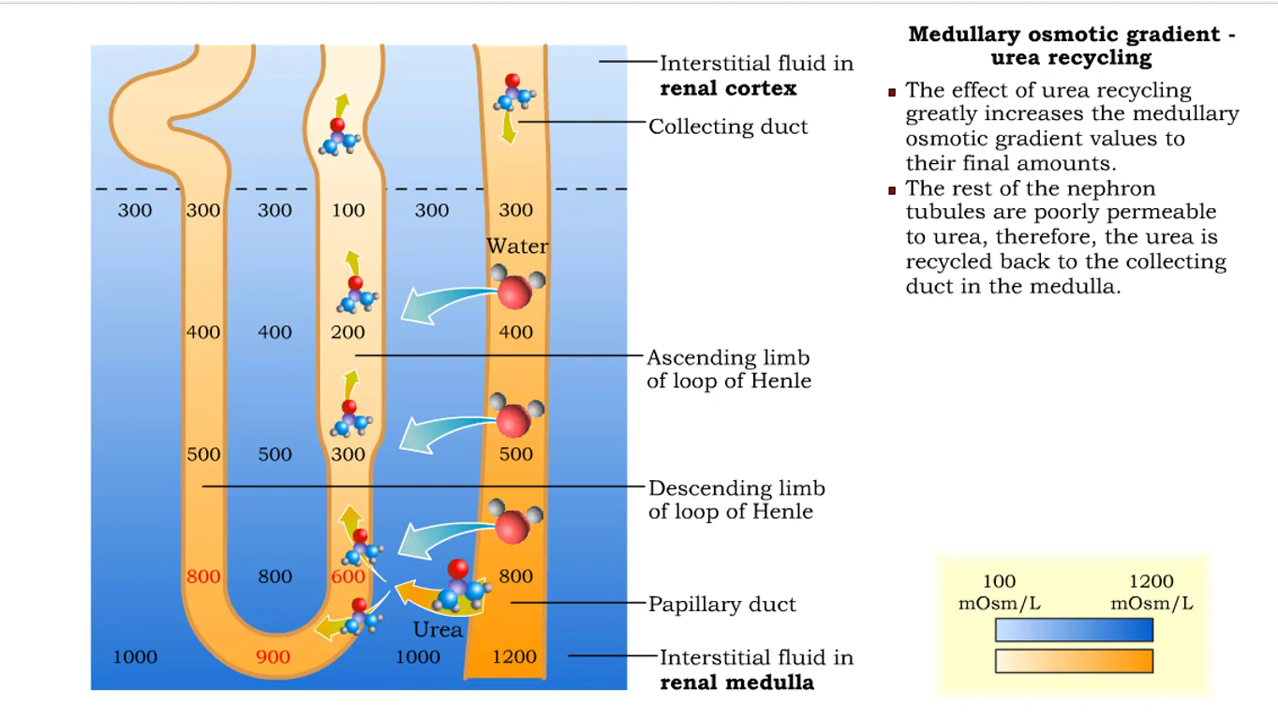 Medullary osmotic gradient -
urea recycling
The effect of urea recycling
greatly increases the medullary
osmotic gradient values to
their final amounts.
The rest of the nephron
tubules are poorly permeable
to urea, therefore, the urea is
recycled back to the collecting
duct in the medulla.
Interstitial fluid in
renal cortex
Collecting duct
300 300 300 100 300 300
Water
400 400 200 400
Ascending limb
of loop of Henle
500 500 300 500
Descending limb
of loop of Henle
800 800 600 800
Papillary duct
Urea
1000 900 1000 1200
Interstitial fluid in
renal medulla
100 1200
mOsm/L mOsm/L